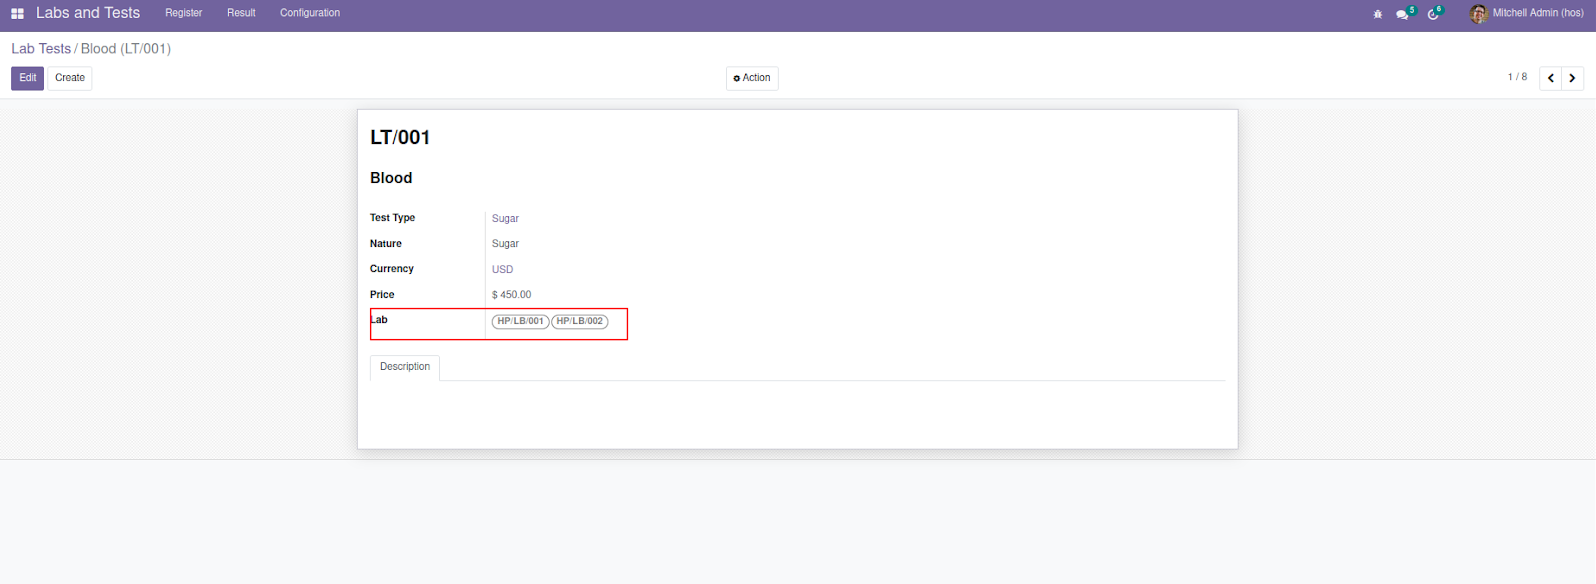 Labs and Tests Register Result Configuration 5 6 Mitchell Admin (hos)
Lab Tests / Blood (LT/001)
Edit Create Action 1 / 8
LT/001
Blood
Test Type Sugar
Nature Sugar
Currency USD
Price $ 450.00
Lab HP/LB/001 HP/LB/002
Description